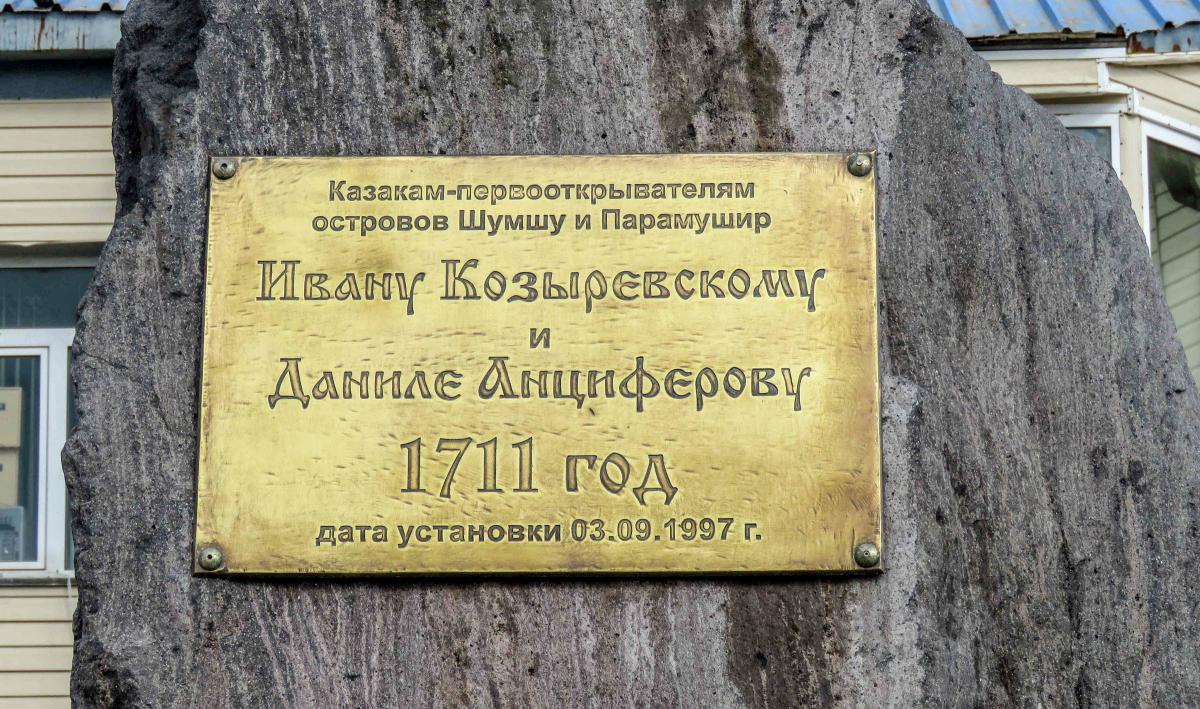 Казакам-первооткрывателям
островов Шумшу и Парамушир
Ивану Козыревскому
и
Даниле Анциферову
1711 год
дата установки 03.09.1997 г.